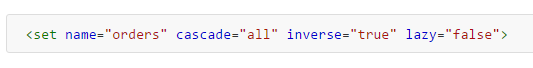 <set name="orders" cascade="all" inverse="true" lazy="false">